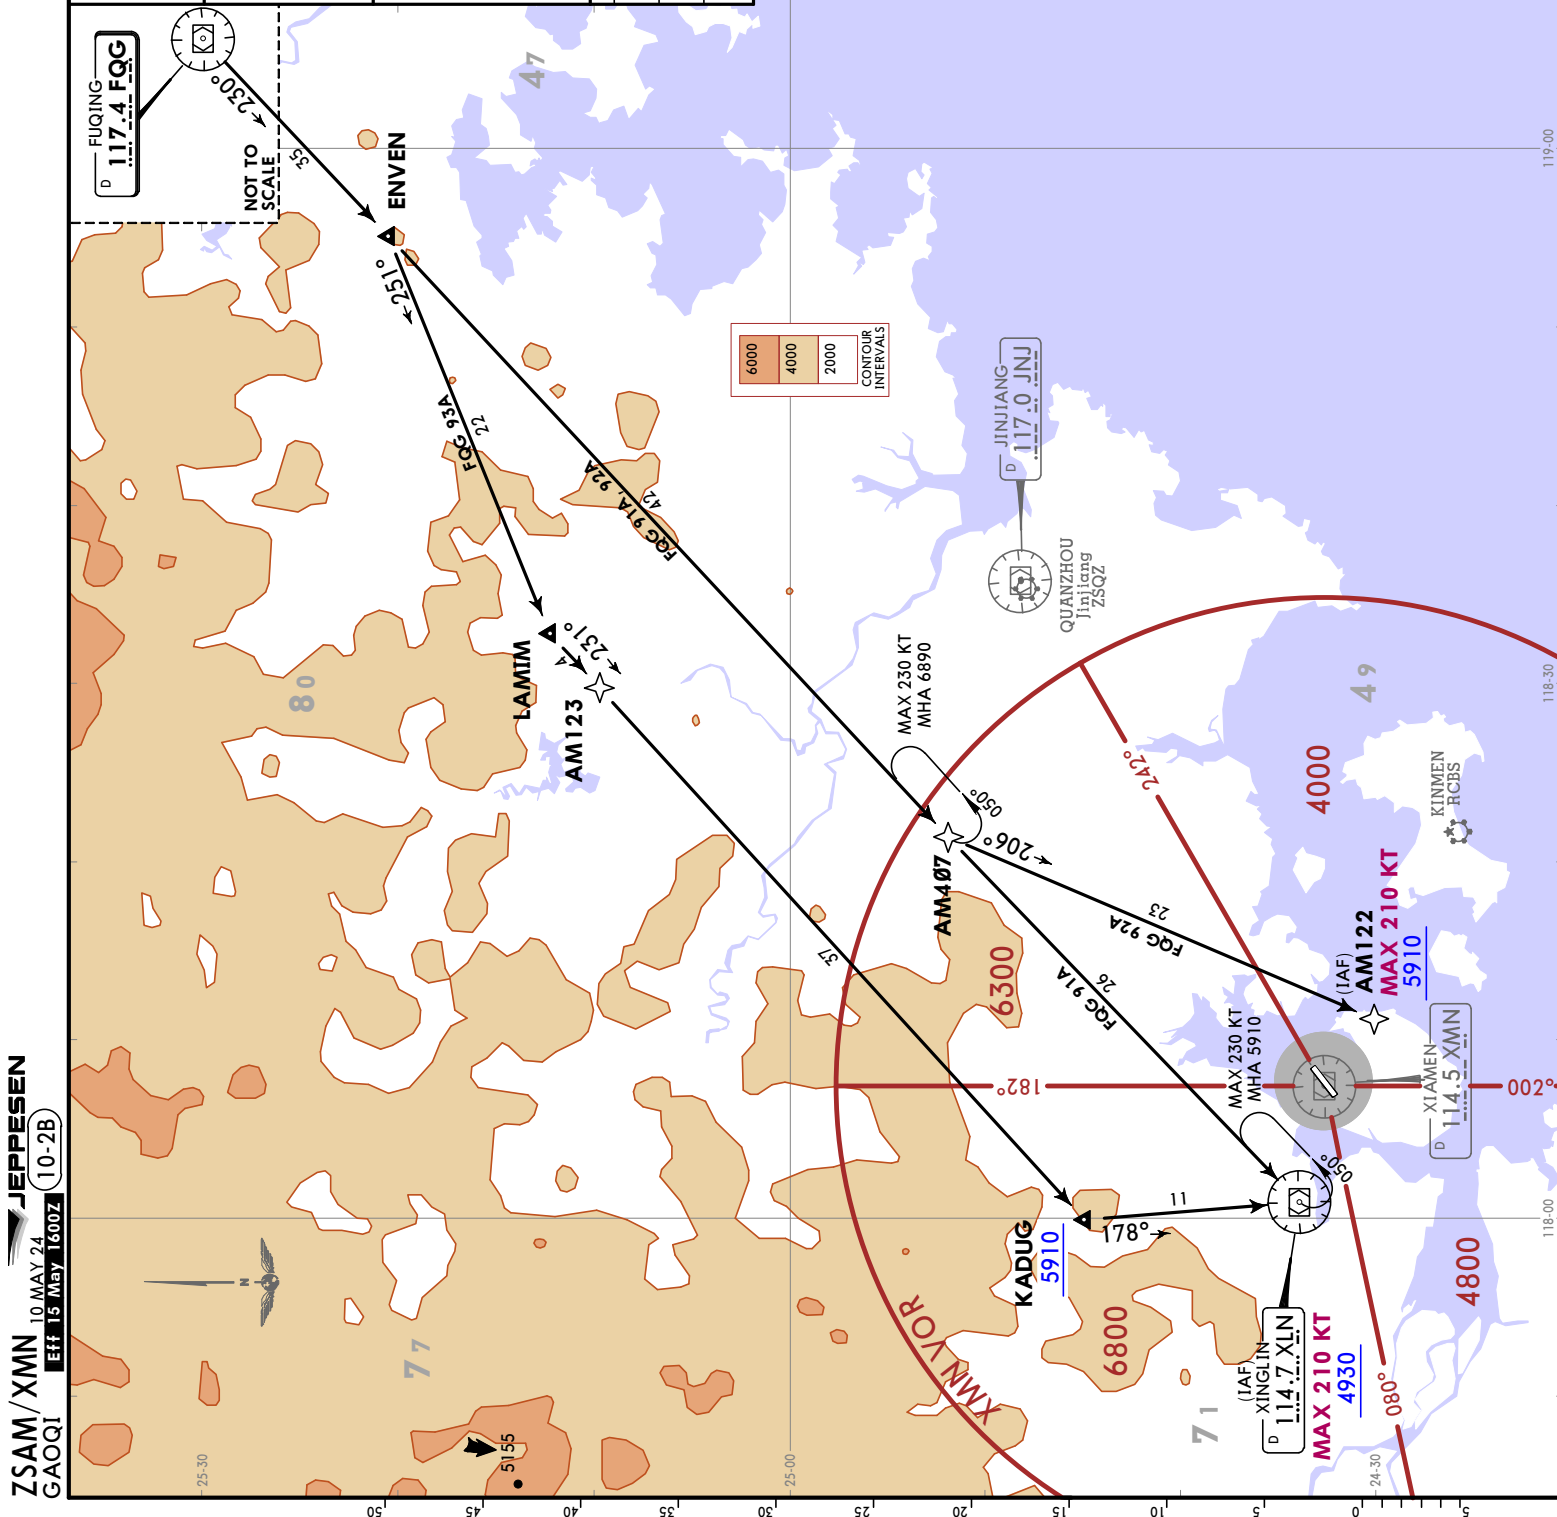 ZSAM/XMN
GAOQI
JEPPESEN
10 MAY 24
10-2B
Eff 15 May 1600Z
D
FUQING
117.4 FQG
230°
35
NOT TO
SCALE
ENVEN
251°
FQG 93A
22
FQG 91A, 92A
42
LAMIM
4
231°
AM123
37
6000
4000
2000
CONTOUR
INTERVALS
D
JINJIANG
117.0 JNJ
QUANZHOU
Jinjiang
ZSQZ
MAX 230 KT
MHA 6890
050°
AM407
206°
23
FQG 92A
26
FQG 91A
242°
4000
KINMEN
RCBS
(IAF)
AM122
MAX 210 KT
5910
6300
182°
002°
D
XIAMEN
114.5 XMN
MAX 230 KT
MHA 5910
050°
KADUG
5910
178°
11
(IAF)
D
XINGLIN
114.7 XLN
MAX 210 KT
4930
080°
6800
4800
XMN VOR
N
5155
47
80
49
77
71
25-30
25-00
24-30
119-00
118-30
118-00
50
45
40
35
30
25
20
15
10
5
0
5